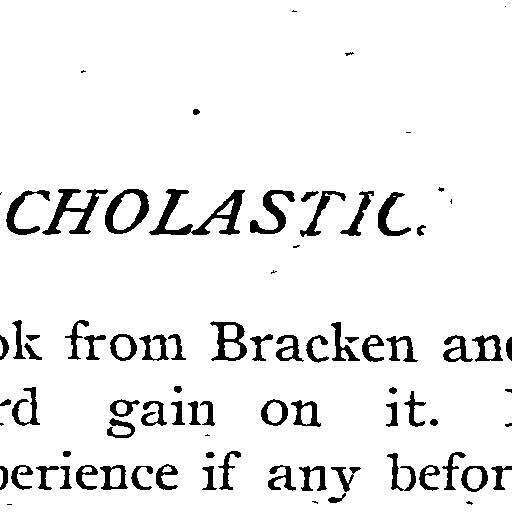 CHOLASTIC.
ok from Bracken and
rd gain on it.
perience if any befor